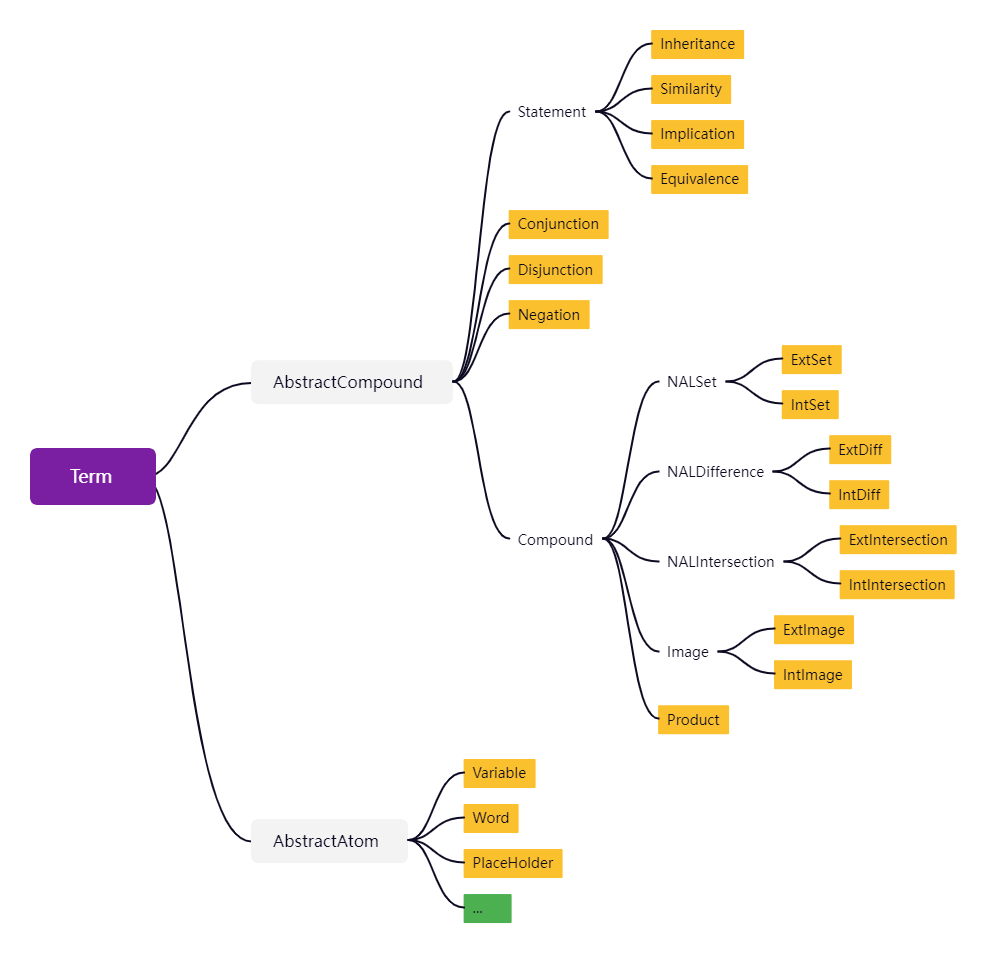 Term
AbstractCompound
Statement
Inheritance
Similarity
Implication
Equivalence
Conjunction
Disjunction
Negation
Compound
NALSet
ExtSet
IntSet
NALDifference
ExtDiff
IntDiff
NALIntersection
ExtIntersection
IntIntersection
Image
ExtImage
IntImage
Product
AbstractAtom
Variable
Word
PlaceHolder
...